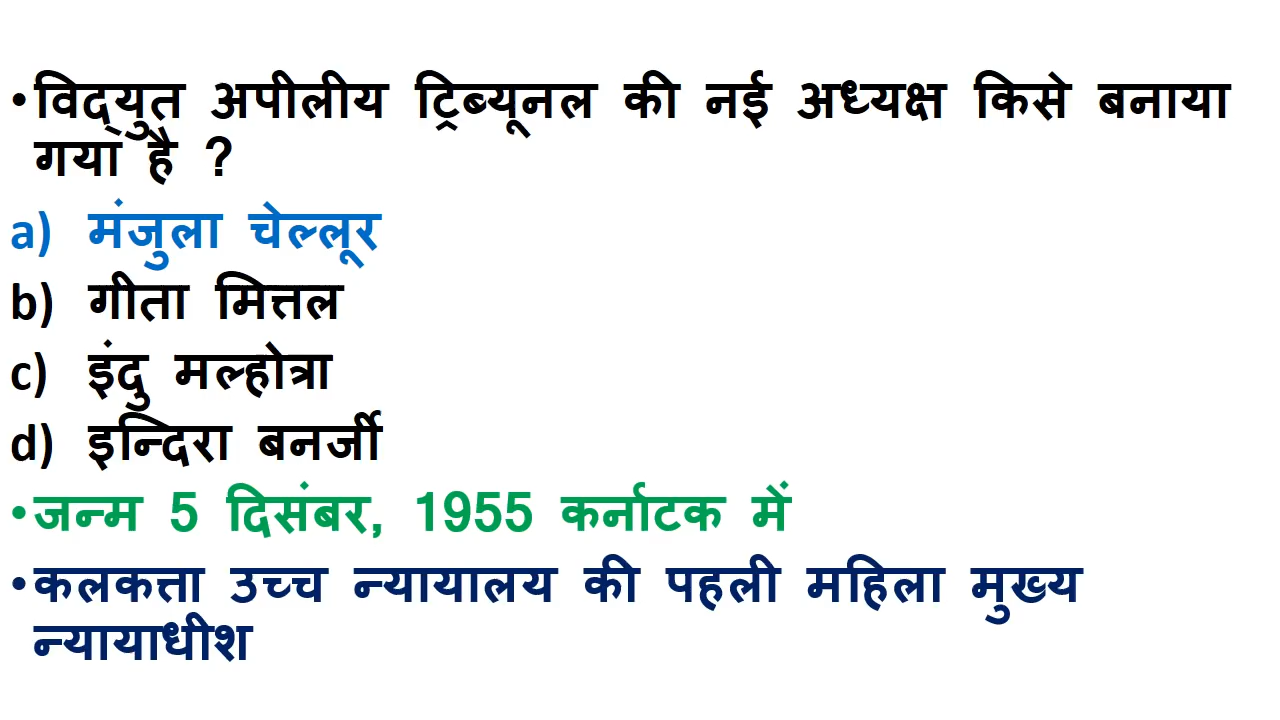 •विद्युत अपीलीय ट्रिब्यूनल की नई अध्यक्ष किसे बनाया
गया है ?
a) मंजुला चेल्लूर
b) गीता मित्तल
c) इंदु मल्होत्रा
d) इन्दिरा बनर्जी
•जन्म 5 दिसंबर, 1955 कर्नाटक में
•कलकत्ता उच्च न्यायालय की पहली महिला मुख्य
न्यायाधीश